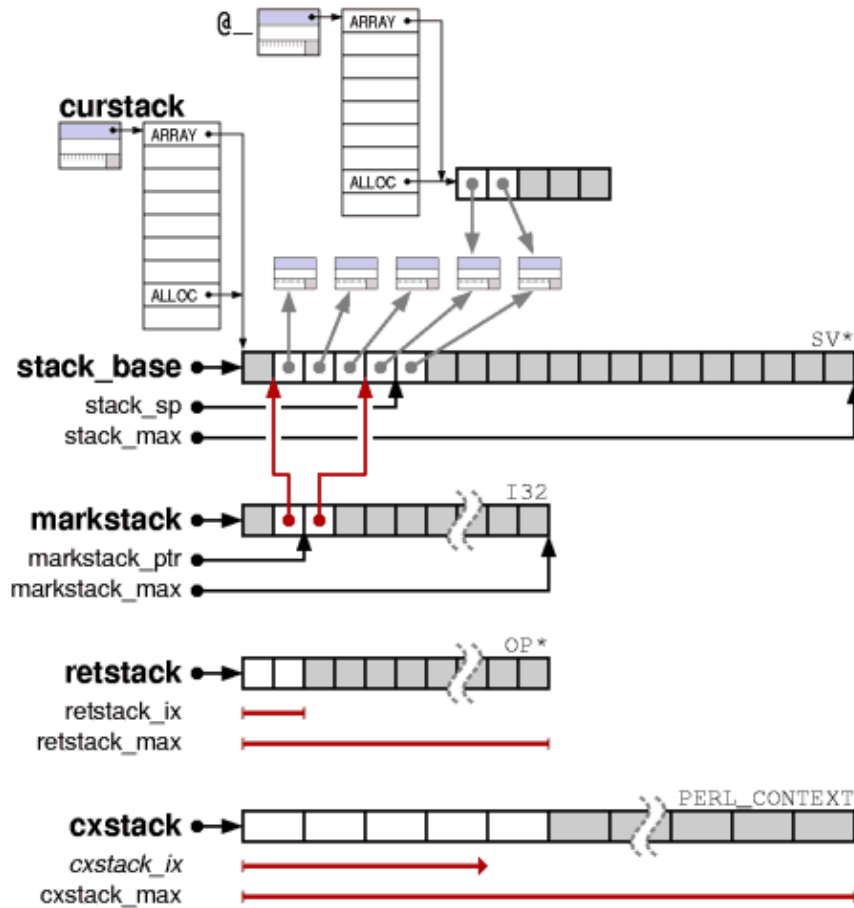 @_
ARRAY
curstack
ARRAY
ALLOC
ALLOC
SV*
stack_base
stack_sp
stack_max
I32
markstack
markstack_ptr
markstack_max
OP*
retstack
retstack_ix
retstack_max
PERL_CONTEXT
cxstack
cxstack_ix
cxstack_max